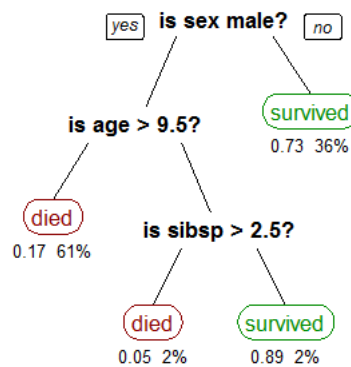 yes is sex male? no
is age > 9.5?
survived
0.73 36%
died
0.17 61%
is sibsp > 2.5?
died survived
0.05 2% 0.89 2%